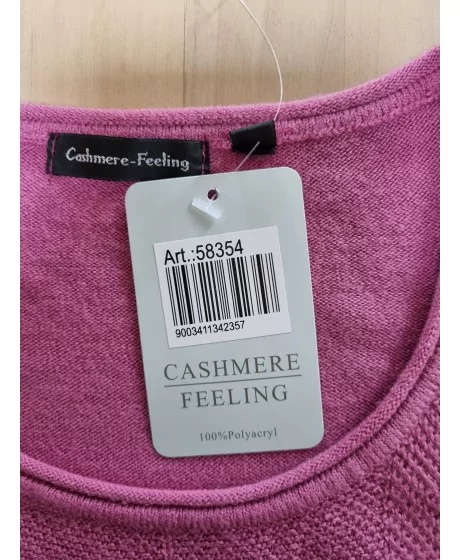 Cashmere-Feeling
Art.:58354
9003411342357
CASHMERE
FEELING
100%Polyacryl